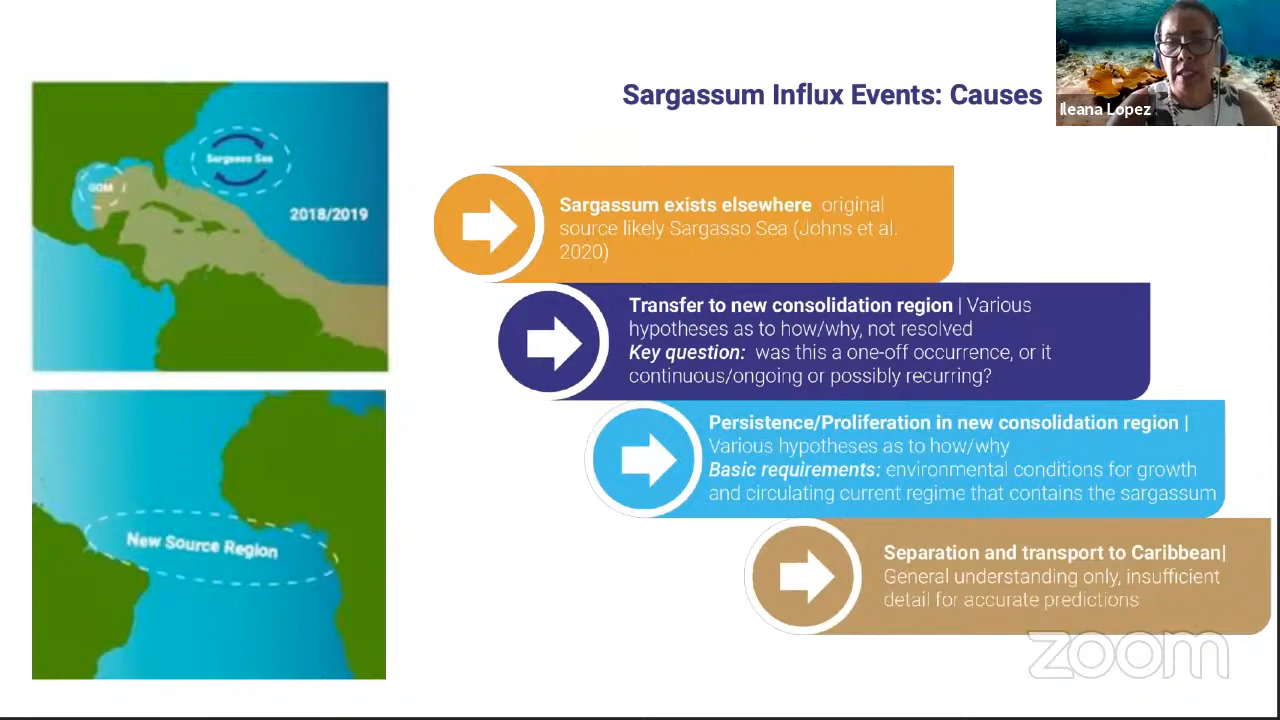 Sargassum Influx Events: Causes
Ileana Lopez
Sargasso Sea
GOM
2018/2019
New Source Region
Sargassum exists elsewhere original
source likely Sargasso Sea (Johns et al.
2020)
Transfer to new consolidation region | Various
hypotheses as to how/why, not resolved
Key question: was this a one-off occurrence, or it
continuous/ongoing or possibly recurring?
Persistence/Proliferation in new consolidation region |
Various hypotheses as to how/why
Basic requirements: environmental conditions for growth
and circulating current regime that contains the sargassum
Separation and transport to Caribbean|
General understanding only, insufficient
detail for accurate predictions
zoom